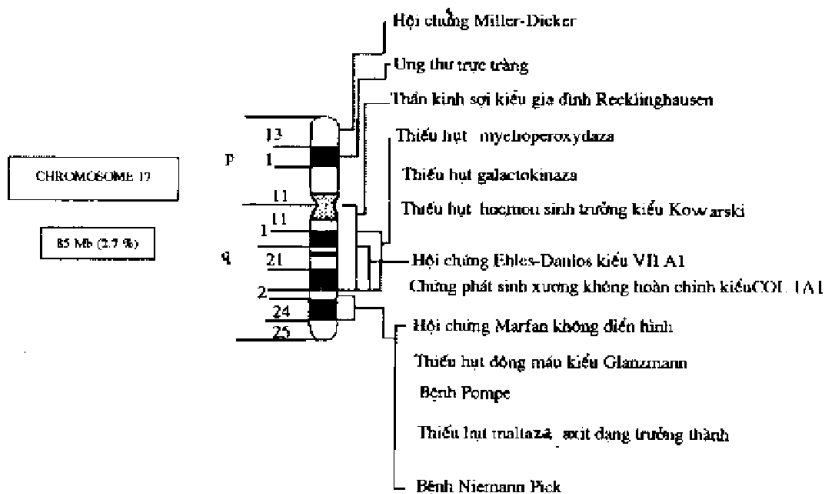 Hội chứng Miller-Dicker
Ung thư trực tràng
Thần kinh sợi kiểu gia đình Recklinghausen
Thiếu hụt myeloperoxydaza
Thiếu hụt galactokinaza
Thiếu hụt hocmon sinh trưởng kiểu Kowarski
Hội chứng Ehles-Danlos kiểu VII A1
Chứng phát sinh xương không hoàn chỉnh kiểu COL 1A1
Hội chứng Marfan không điển hình
Thiếu hụt đông máu kiểu Glanzmann
Bệnh Pompe
Thiếu hụt maltaza axit dạng trưởng thành
Bệnh Niemann Pick
CHROMOSOME 17
85 Mb (2.7 %)
p
q
13
1
11
11
1
21
2
24
25